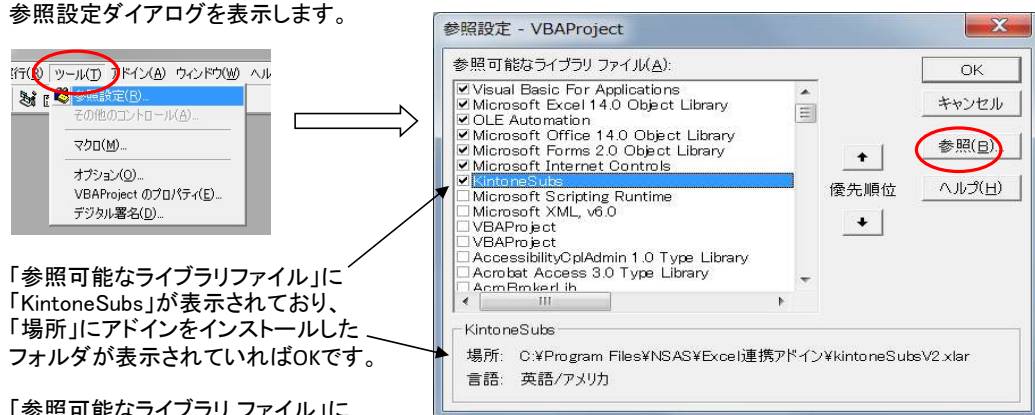 参照設定ダイアログを表示します。
ツール(T) アドイン(A) ウィンドウ(W)
参照設定(R)...
その他のコントロール(A)...
マクロ(M)...
オプション(O)...
VBAProject のプロパティ(E)...
デジタル署名(D)...
「参照可能なライブラリファイル」に
「KintoneSubs」が表示されており、
「場所」にアドインをインストールした
フォルダが表示されていればOKです。
「参照可能なライブラリ ファイル」に
参照設定 - VBAProject
参照可能なライブラリ ファイル(A):
Visual Basic For Applications
Microsoft Excel 14.0 Object Library
OLE Automation
Microsoft Office 14.0 Object Library
Microsoft Forms 2.0 Object Library
Microsoft Internet Controls
KintoneSubs
Microsoft Scripting Runtime
Microsoft XML, v6.0
VBAProject
VBAProject
AccessibilityCplAdmin 1.0 Type Library
Acrobat Access 3.0 Type Library
AcmBrokerLib
優先順位
OK
キャンセル
参照(B)...
ヘルプ(H)
KintoneSubs
場所: C:¥Program Files¥NSAS¥Excel連携アドイン¥kintoneSubsV2.xlar
言語: 英語/アメリカ